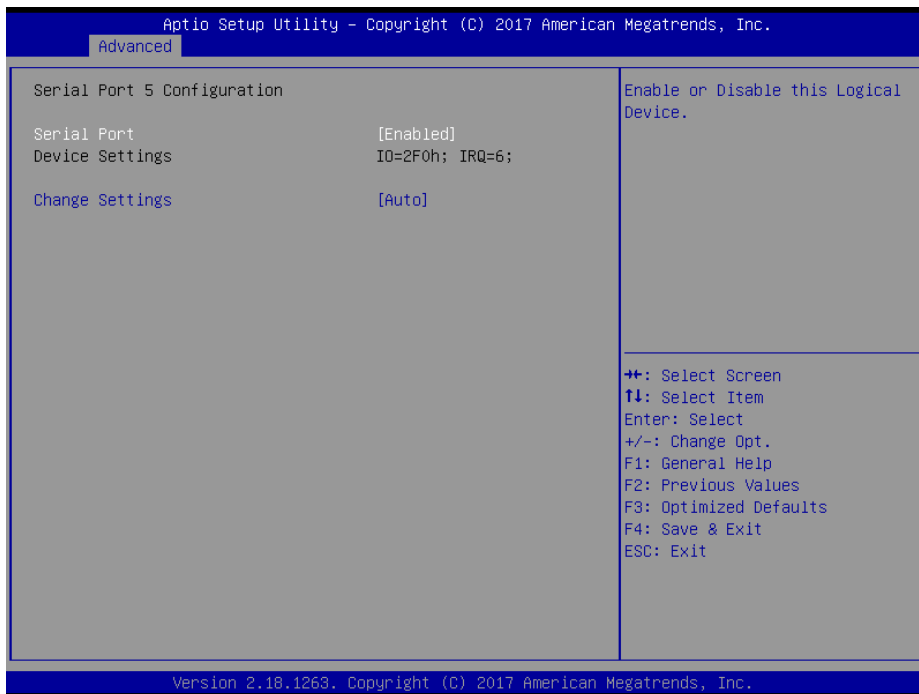 Aptio Setup Utility – Copyright (C) 2017 American Megatrends, Inc.
Advanced
Serial Port 5 Configuration
Serial Port [Enabled]
Device Settings IO=2F0h; IRQ=6;
Change Settings [Auto]
Enable or Disable this Logical
Device.
→←: Select Screen
↑↓: Select Item
Enter: Select
+/-: Change Opt.
F1: General Help
F2: Previous Values
F3: Optimized Defaults
F4: Save & Exit
ESC: Exit
Version 2.18.1263. Copyright (C) 2017 American Megatrends, Inc.